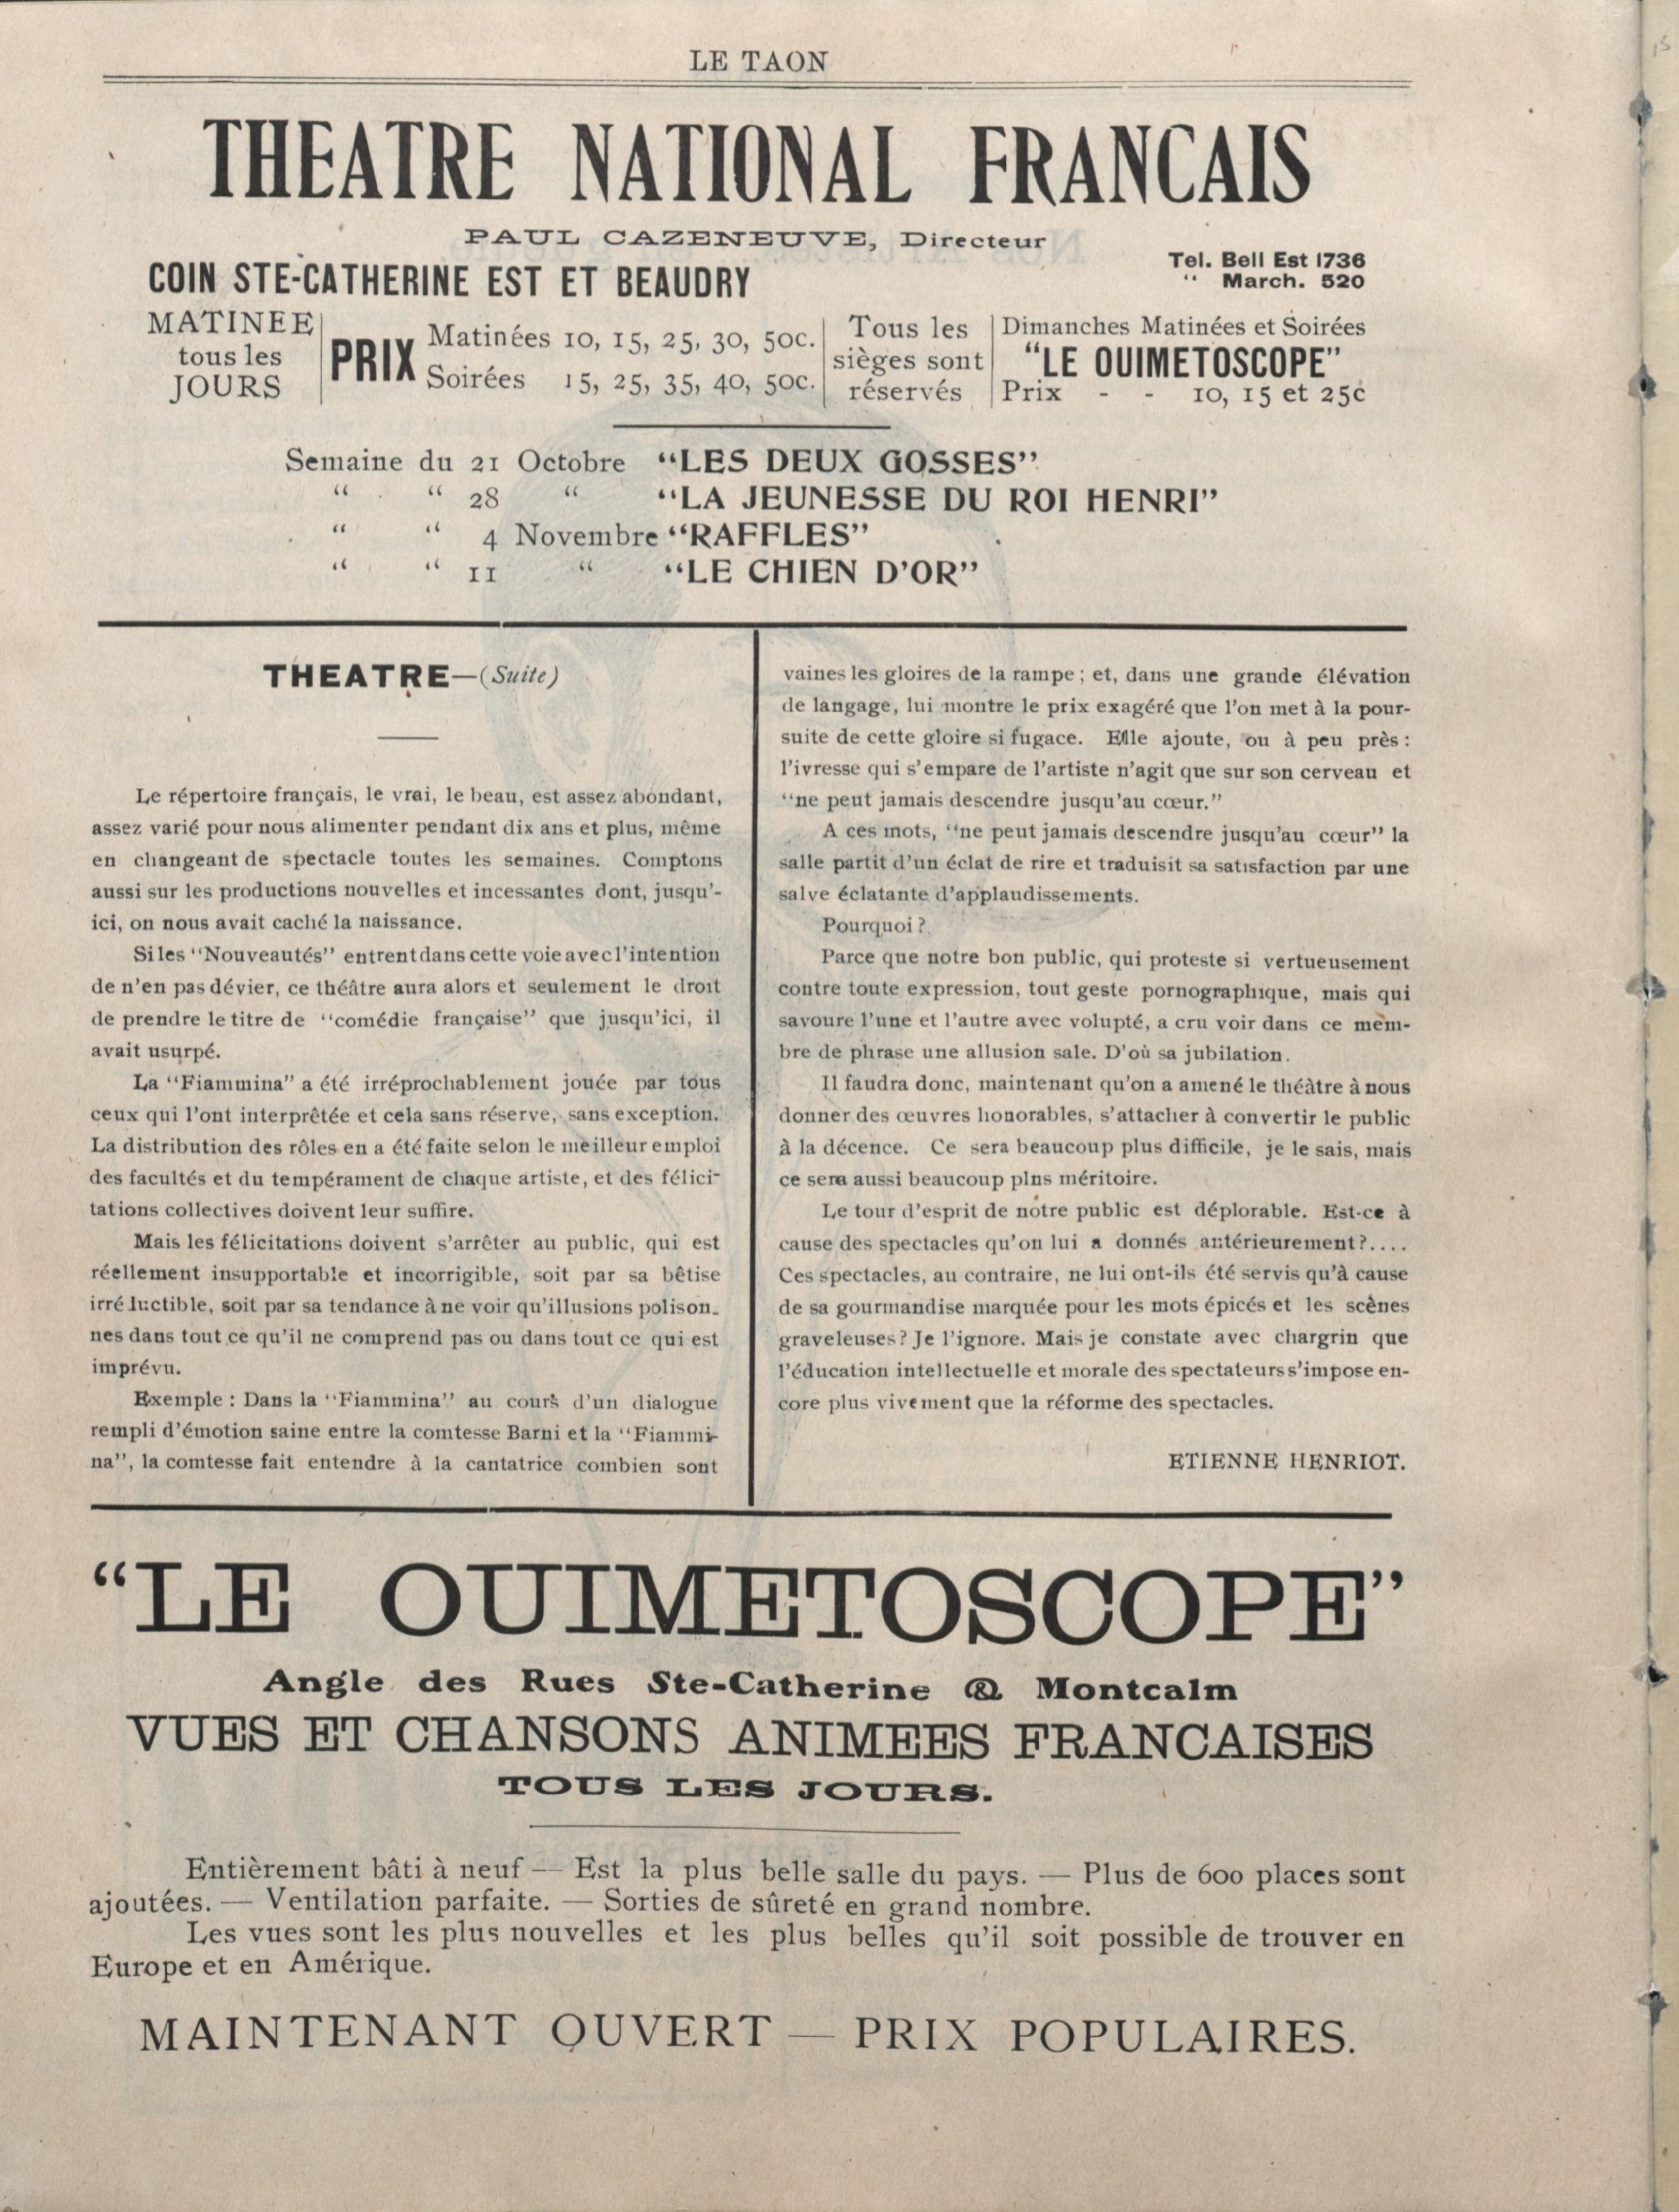 LE TAON
THEATRE NATIONAL FRANCAIS
PAUL CAZENEUVE, Directeur
COIN STE-CATHERINE EST ET BEAUDRY
Tel. Bell Est 1736
" March. 520
MATINEE
tous les
JOURS
PRIX
Matinées 10, 15, 25, 30, 50c.
Soirées 15, 25, 35, 40, 50c.
Tous les
sièges sont
réservés
Dimanches Matinées et Soirées
"LE OUIMETOSCOPE"
Prix - - 10, 15 et 25c
Semaine du 21 Octobre "LES DEUX GOSSES"
" " 28 " "LA JEUNESSE DU ROI HENRI"
" " 4 Novembre "RAFFLES"
" " 11 " "LE CHIEN D'OR"
THEATRE—(Suite)
Le répertoire français, le vrai, le beau, est assez abondant,
assez varié pour nous alimenter pendant dix ans et plus, même
en changeant de spectacle toutes les semaines. Comptons
aussi sur les productions nouvelles et incessantes dont, jusqu'-
ici, on nous avait caché la naissance.
Si les "Nouveautés" entrent dans cette voie avec l'intention
de n'en pas dévier, ce théâtre aura alors et seulement le droit
de prendre le titre de "comédie française" que jusqu'ici, il
avait usurpé.
La "Fiammina" a été irréprochablement jouée par tous
ceux qui l'ont interprêtée et cela sans réserve, sans exception.
La distribution des rôles en a été faite selon le meilleur emploi
des facultés et du tempérament de chaque artiste, et des félici-
tations collectives doivent leur suffire.
Mais les félicitations doivent s'arrêter au public, qui est
réellement insupportable et incorrigible, soit par sa bêtise
irré luctible, soit par sa tendance à ne voir qu'illusions polison-
nes dans tout ce qu'il ne comprend pas ou dans tout ce qui est
imprévu.
Exemple : Dans la "Fiammina" au cours d'un dialogue
rempli d'émotion saine entre la comtesse Barni et la "Fiammi-
na", la comtesse fait entendre à la cantatrice combien sont
vaines les gloires de la rampe ; et, dans une grande élévation
de langage, lui montre le prix exagéré que l'on met à la pour-
suite de cette gloire si fugace. Elle ajoute, ou à peu près :
l'ivresse qui s'empare de l'artiste n'agit que sur son cerveau et
"ne peut jamais descendre jusqu'au cœur."
A ces mots, "ne peut jamais descendre jusqu'au cœur" la
salle partit d'un éclat de rire et traduisit sa satisfaction par une
salve éclatante d'applaudissements.
Pourquoi ?
Parce que notre bon public, qui proteste si vertueusement
contre toute expression, tout geste pornographique, mais qui
savoure l'une et l'autre avec volupté, a cru voir dans ce mem-
bre de phrase une allusion sale. D'où sa jubilation.
Il faudra donc, maintenant qu'on a amené le théâtre à nous
donner des œuvres honorables, s'attacher à convertir le public
à la décence. Ce sera beaucoup plus difficile, je le sais, mais
ce sera aussi beaucoup plns méritoire.
Le tour d'esprit de notre public est déplorable. Est-ce à
cause des spectacles qu'on lui a donnés antérieurement?....
Ces spectacles, au contraire, ne lui ont-ils été servis qu'à cause
de sa gourmandise marquée pour les mots épicés et les scènes
graveleuses? Je l'ignore. Mais je constate avec chargrin que
l'éducation intellectuelle et morale des spectateurs s'impose en-
core plus vivement que la réforme des spectacles.
ETIENNE HENRIOT.
"LE OUIMETOSCOPE"
Angle des Rues Ste-Catherine & Montcalm
VUES ET CHANSONS ANIMEES FRANCAISES
TOUS LES JOURS.
Entièrement bâti à neuf — Est la plus belle salle du pays. — Plus de 600 places sont
ajoutées. — Ventilation parfaite. — Sorties de sûreté en grand nombre.
Les vues sont les plus nouvelles et les plus belles qu'il soit possible de trouver en
Europe et en Amérique.
MAINTENANT OUVERT — PRIX POPULAIRES.